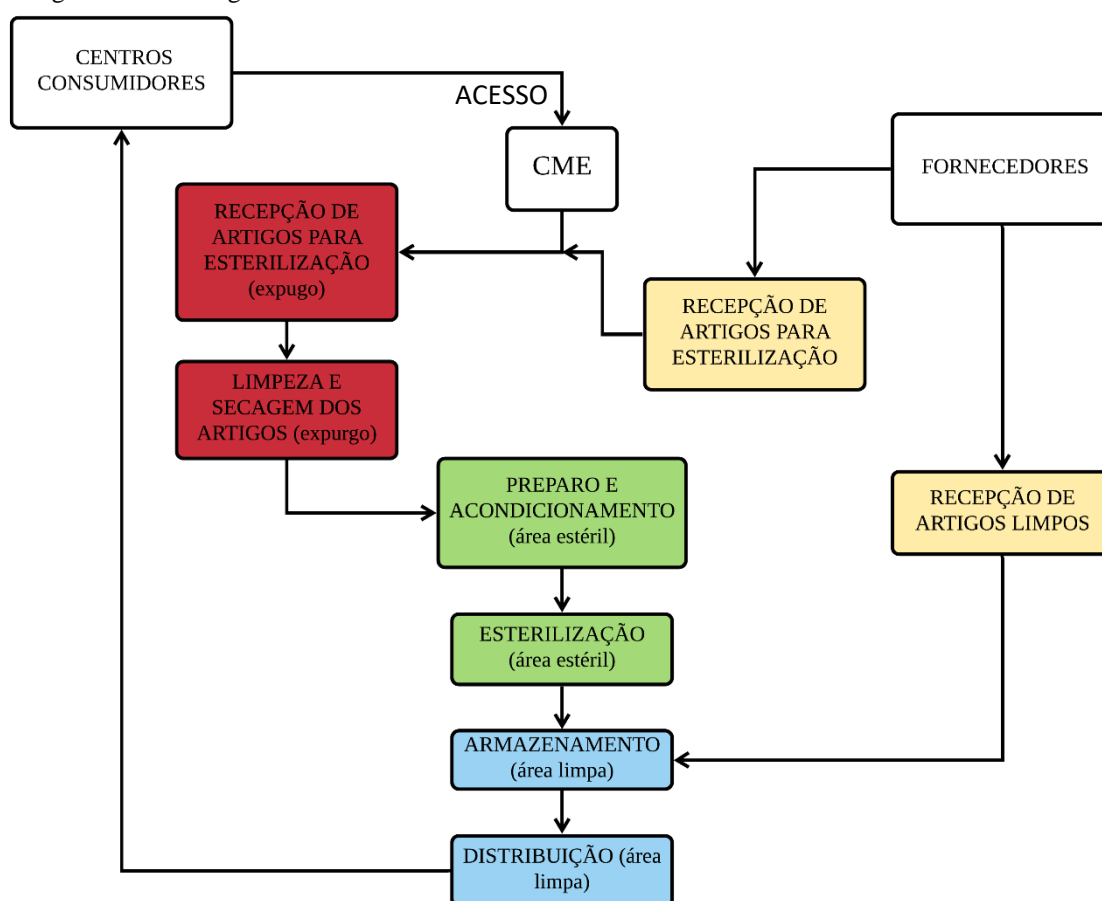 CENTROS
CONSUMIDORES
ACESSO
CME
FORNECEDORES
RECEPÇÃO DE
ARTIGOS PARA
ESTERILIZAÇÃO
(expugo)
RECEPÇÃO DE
ARTIGOS PARA
ESTERILIZAÇÃO
LIMPEZA E
SECAGEM DOS
ARTIGOS (expurgo)
PREPARO E
ACONDICIONAMENTO
(área estéril)
RECEPÇÃO DE
ARTIGOS LIMPOS
ESTERILIZAÇÃO
(área estéril)
ARMAZENAMENTO
(área limpa)
DISTRIBUIÇÃO (área
limpa)